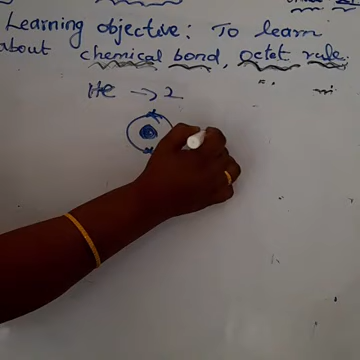 Learning objective: To learn
about chemical bond, octet rule.
He → 2